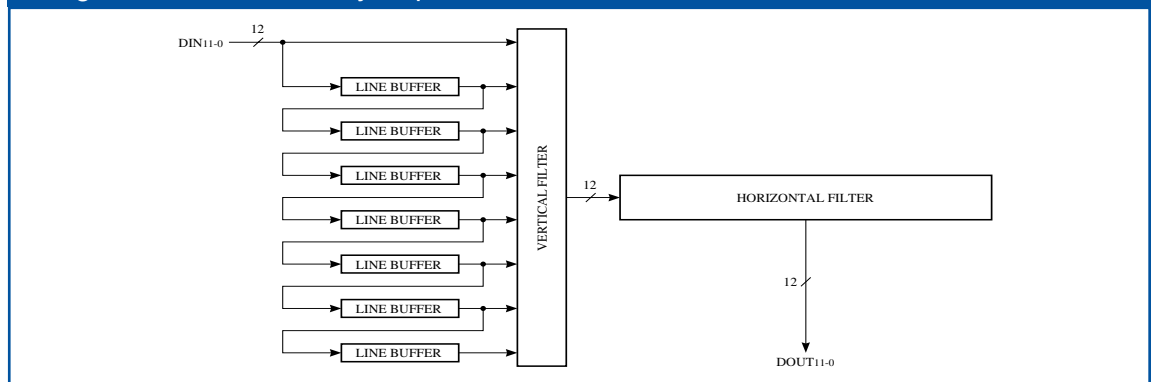 12
DIN11-0
LINE BUFFER
LINE BUFFER
LINE BUFFER
LINE BUFFER
LINE BUFFER
LINE BUFFER
LINE BUFFER
VERTICAL FILTER
12
HORIZONTAL FILTER
12
DOUT11-0